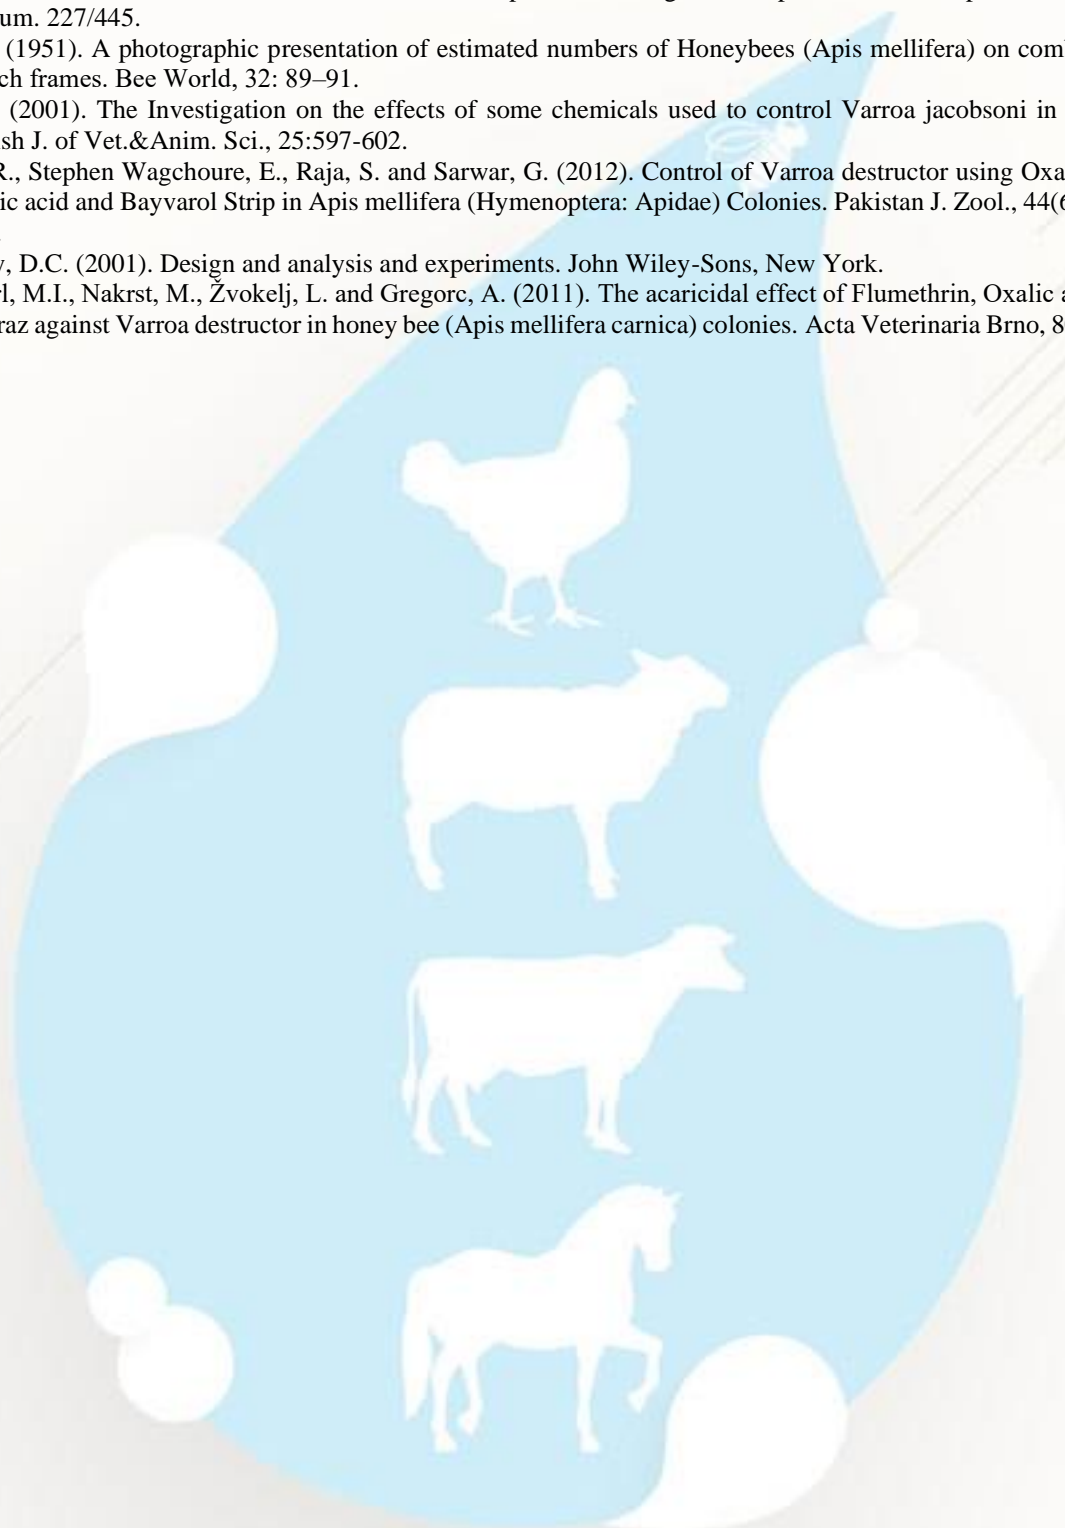 um. 227/445.
(1951). A photographic presentation of estimated numbers of Honeybees (Apis mellifera) on
ch frames. Bee World, 32: 89–91.
(2001). The Investigation on the effects of some chemicals used to control Varroa jacobsoni in
sh J. of Vet.&Anim. Sci., 25:597-602.
R., Stephen Wagchoure, E., Raja, S. and Sarwar, G. (2012). Control of Varroa destructor using Oxa
ic acid and Bayvarol Strip in Apis mellifera (Hymenoptera: Apidae) Colonies. Pakistan J. Zool., 44(6
y, D.C. (2001). Design and analysis and experiments. John Wiley-Sons, New York.
rl, M.I., Nakrst, M., Žvokelj, L. and Gregorc, A. (2011). The acaricidal effect of Flumethrin, Oxalic a
raz against Varroa destructor in honey bee (Apis mellifera carnica) colonies. Acta Veterinaria Brno, 8